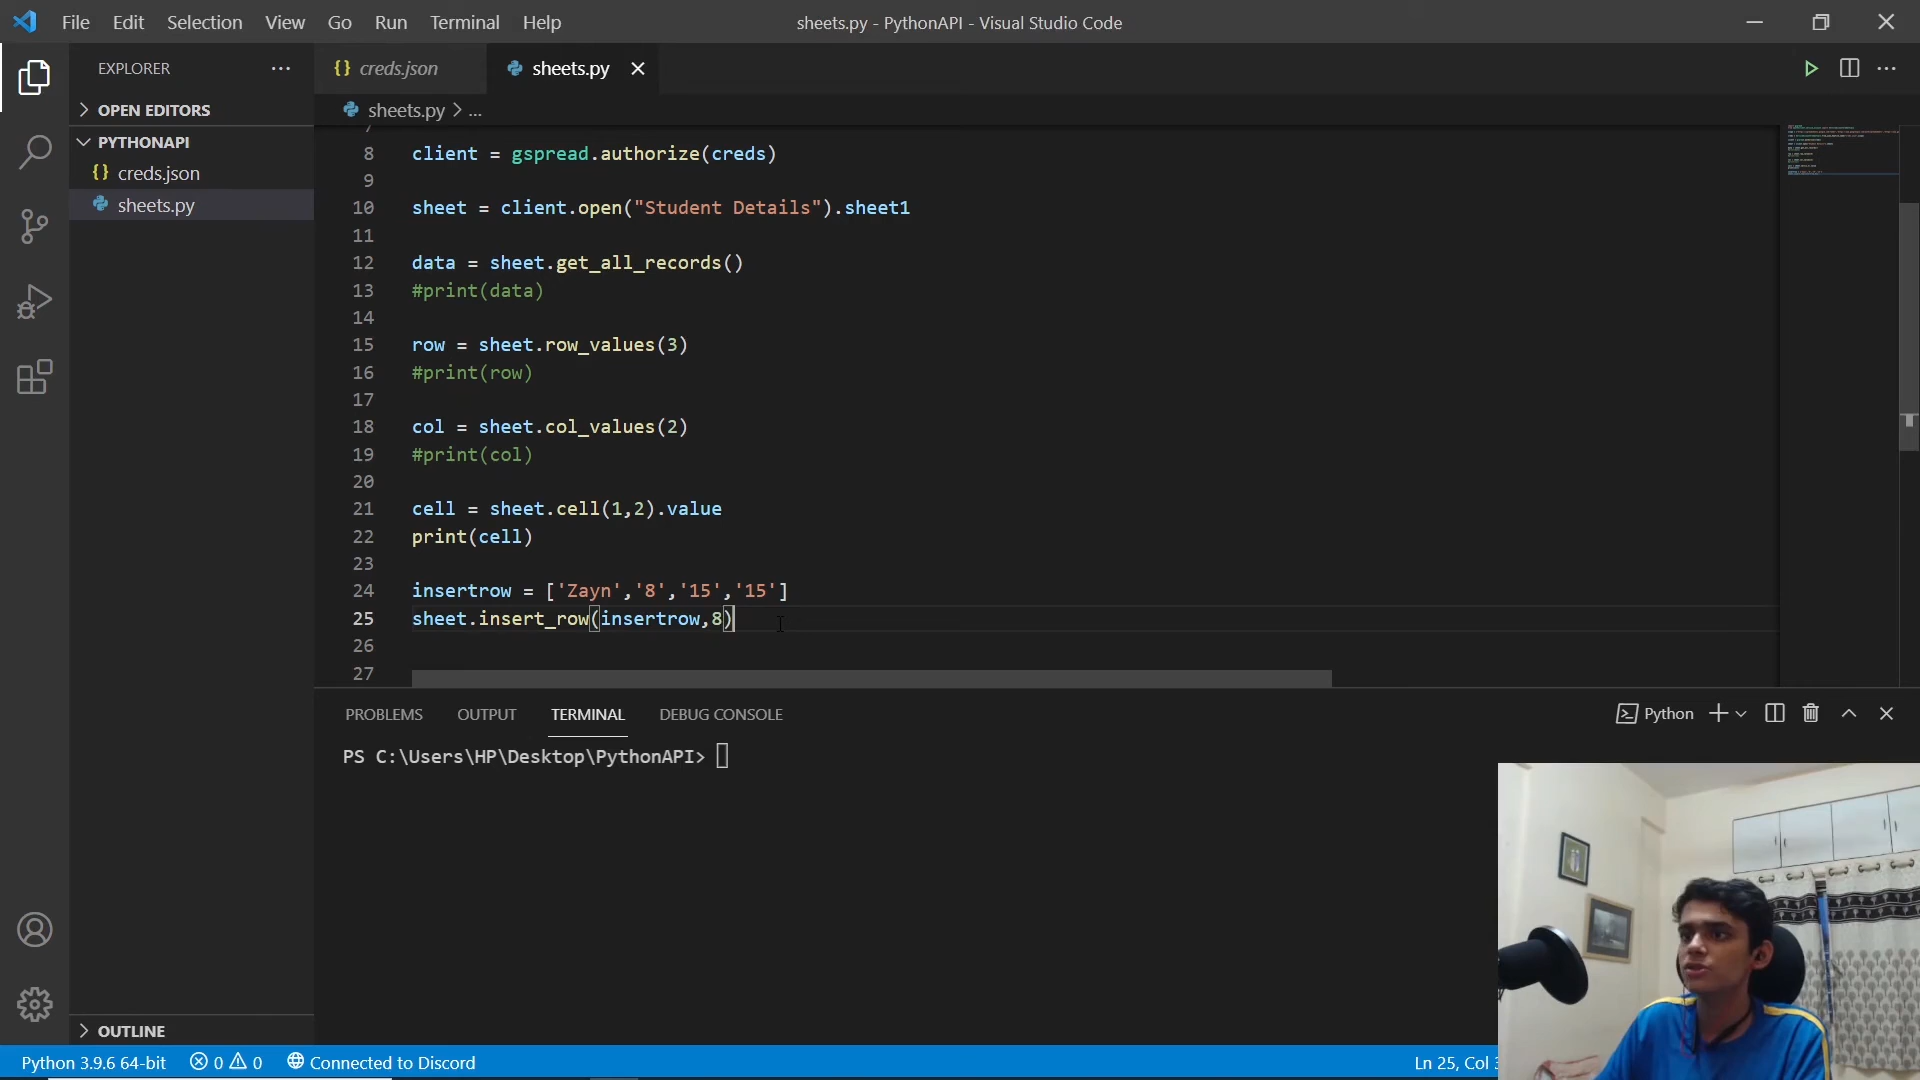 File Edit Selection View Go Run Terminal Help
sheets.py - PythonAPI - Visual Studio Code
EXPLORER ...
{} creds.json
sheets.py
OPEN EDITORS
sheets.py > ...
PYTHONAPI
{} creds.json
sheets.py
7
8 client = gspread.authorize(creds)
9
10 sheet = client.open("Student Details").sheet1
11
12 data = sheet.get_all_records()
13 #print(data)
14
15 row = sheet.row_values(3)
16 #print(row)
17
18 col = sheet.col_values(2)
19 #print(col)
20
21 cell = sheet.cell(1,2).value
22 print(cell)
23
24 insertrow = ['Zayn','8','15','15']
25 sheet.insert_row(insertrow,8)
26
27
PROBLEMS OUTPUT TERMINAL DEBUG CONSOLE
Python
PS C:\Users\HP\Desktop\PythonAPI>
OUTLINE
Python 3.9.6 64-bit 0 0 Connected to Discord
Ln 25, Col